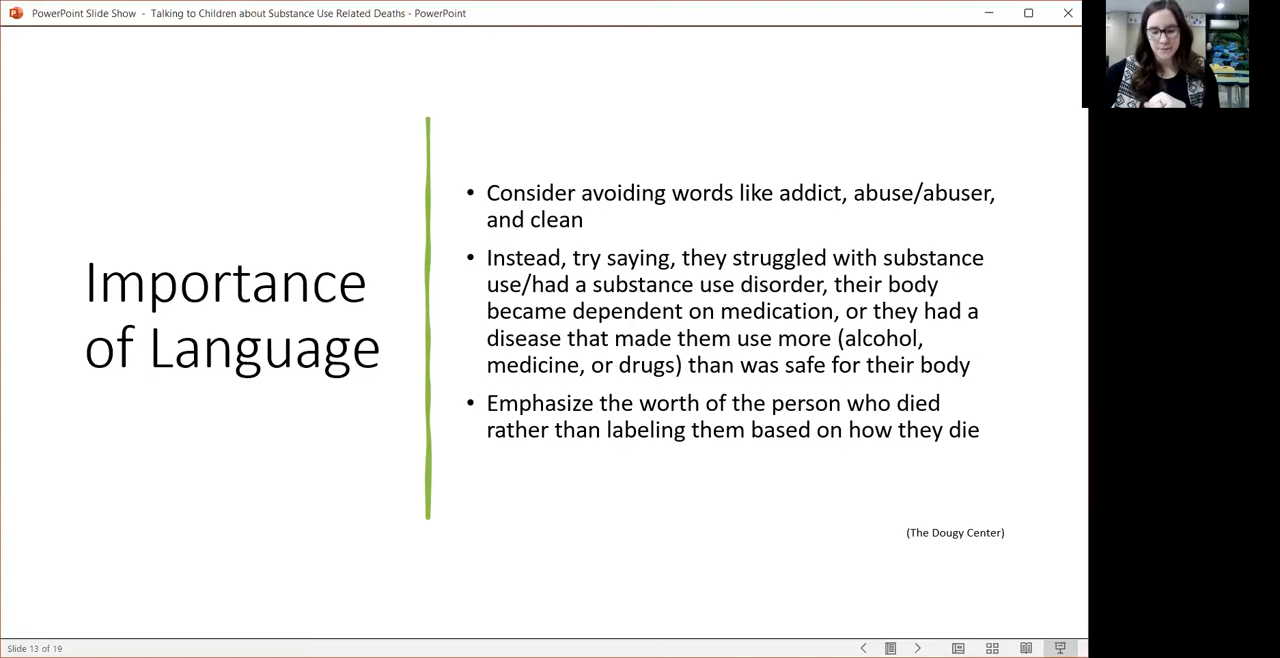 PowerPoint Slide Show - Talking to Children about Substance Use Related Deaths - PowerPoint
Importance
of Language
• Consider avoiding words like addict, abuse/abuser,
and clean
• Instead, try saying, they struggled with substance
use/had a substance use disorder, their body
became dependent on medication, or they had a
disease that made them use more (alcohol,
medicine, or drugs) than was safe for their body
• Emphasize the worth of the person who died
rather than labeling them based on how they die
(The Dougy Center)
Slide 13 of 19